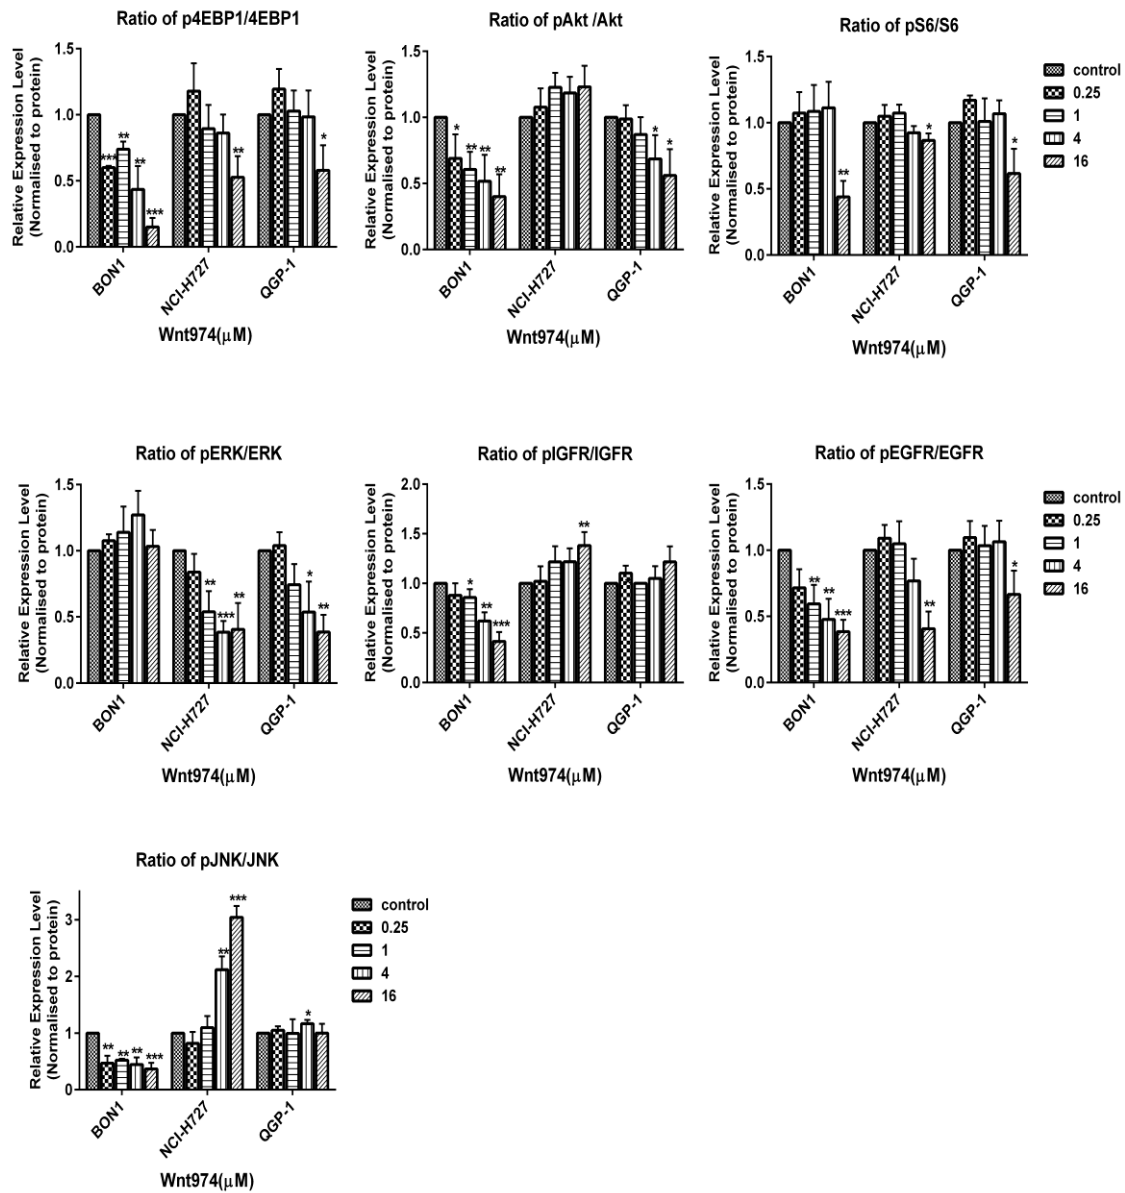 Ratio of p4EBP1/4EBP1
Relative Expression Level
(Normalised to protein)
1.5
1.0
0.5
0.0
***
**
**
***
**
*
BON1
NCI-H727
QGP-1
Wnt974(μM)
Ratio of pAkt /Akt
Relative Expression Level
(Normalised to protein)
1.5
1.0
0.5
0.0
*
**
**
**
*
*
BON1
NCI-H727
QGP-1
Wnt974(μM)
Ratio of pS6/S6
Relative Expression Level
(Normalised to protein)
1.5
1.0
0.5
0.0
**
*
*
BON1
NCI-H727
QGP-1
Wnt974(μM)
control
0.25
1
4
16
Ratio of pERK/ERK
Relative Expression Level
(Normalised to protein)
1.5
1.0
0.5
0.0
**
***
**
*
**
BON1
NCI-H727
QGP-1
Wnt974(μM)
Ratio of pIGFR/IGFR
Relative Expression Level
(Normalised to protein)
2.0
1.5
1.0
0.5
0.0
*
**
***
**
BON1
NCI-H727
QGP-1
Wnt974(μM)
Ratio of pEGFR/EGFR
Relative Expression Level
(Normalised to protein)
1.5
1.0
0.5
0.0
**
**
***
**
*
BON1
NCI-H727
QGP-1
Wnt974(μM)
control
0.25
1
4
16
Ratio of pJNK/JNK
Relative Expression Level
(Normalised to protein)
3
2
1
0
**
**
**
***
**
***
*
BON1
NCI-H727
QGP-1
Wnt974(μM)
control
0.25
1
4
16